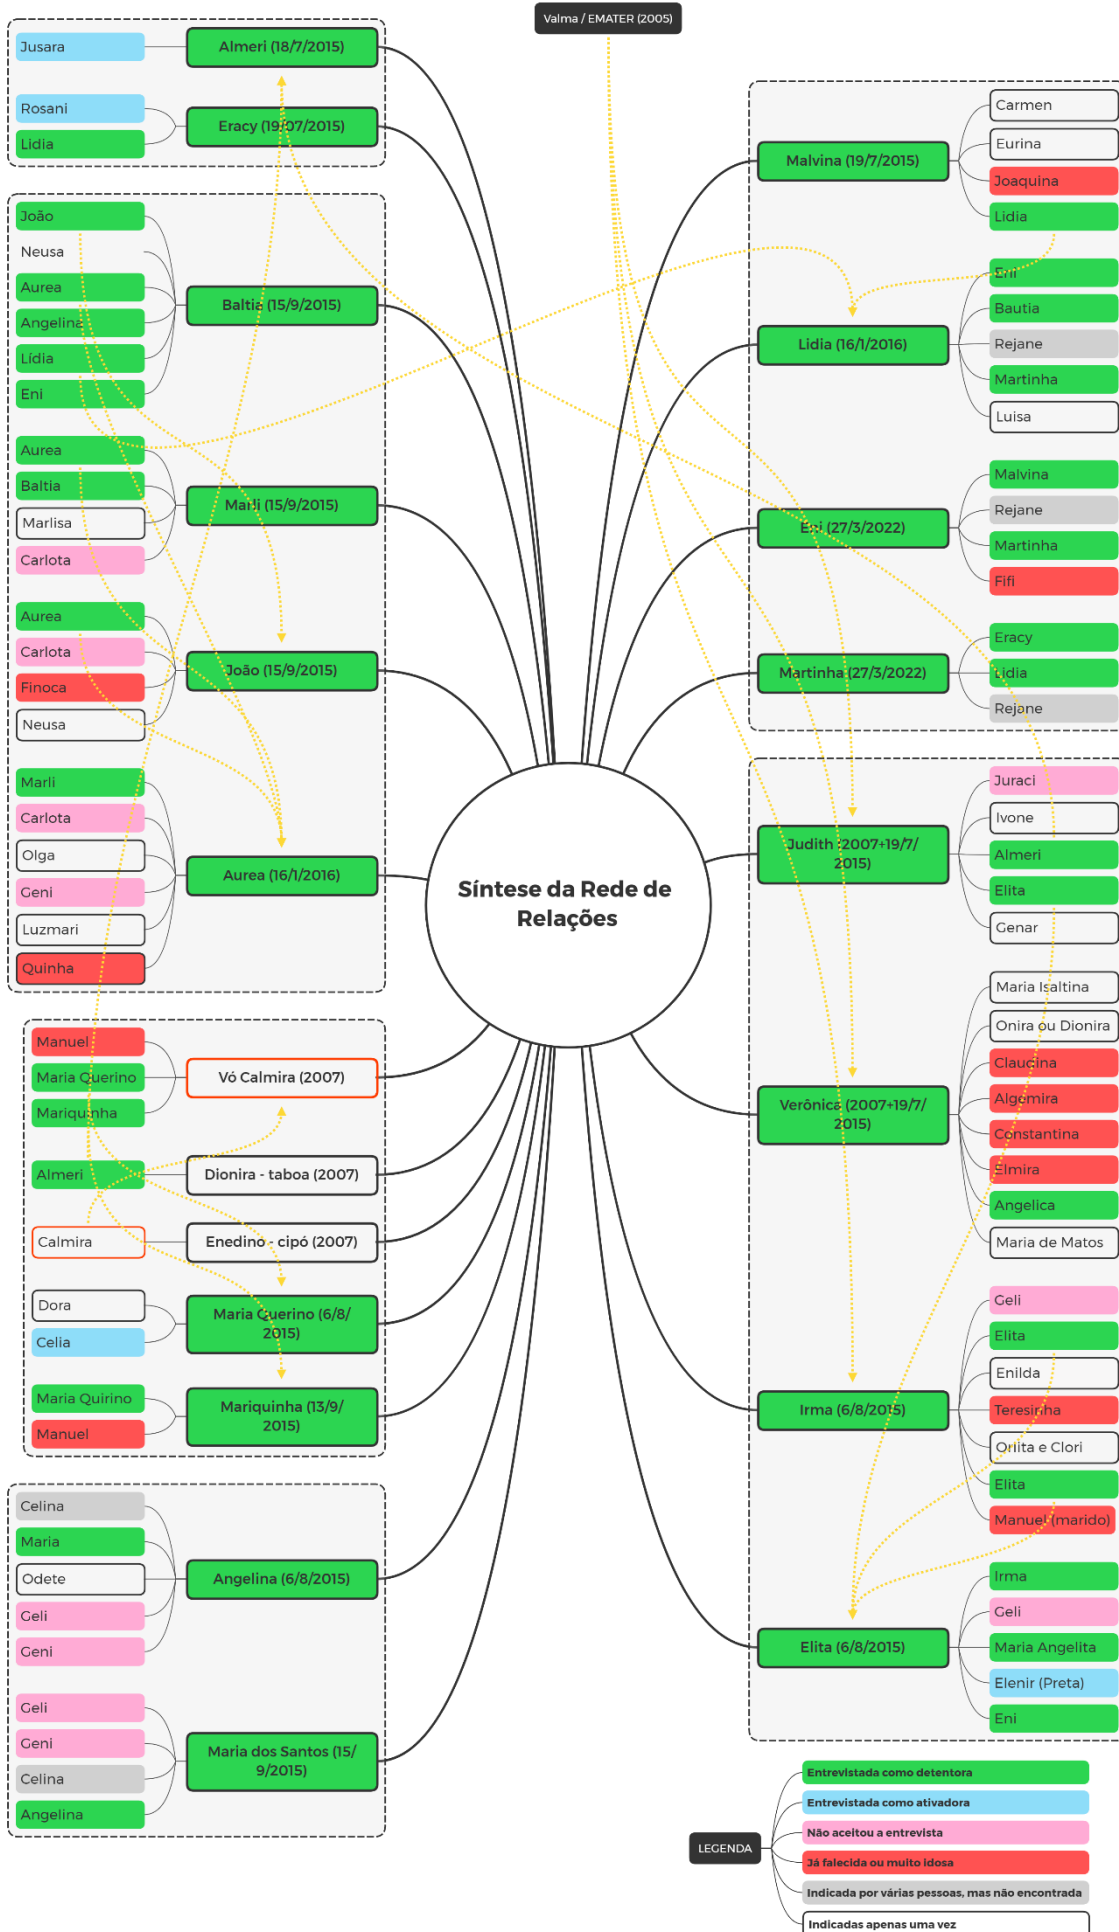 Valma / EMATER (2005)
Jusara
Almeri (18/7/2015)
Rosani
Lidia
Eracy (19/07/2015)
João
Neusa
Aurea
Angelina
Lídia
Eni
Baltia (15/9/2015)
Aurea
Baltia
Marlisa
Carlota
Marli (15/9/2015)
Aurea
Carlota
Finoca
Neusa
João (15/9/2015)
Marli
Carlota
Olga
Geni
Luzmari
Quinha
Aurea (16/1/2016)
Manuel
Maria Querino
Mariquinha
Vó Calmira (2007)
Almeri
Dionira - taboa (2007)
Calmira
Enedino - cipó (2007)
Dora
Celia
Maria Querino (6/8/
2015)
Maria Quirino
Manuel
Mariquinha (13/9/
2015)
Celina
Maria
Odete
Geli
Geni
Angelina (6/8/2015)
Geli
Geni
Celina
Angelina
Maria dos Santos (15/
9/2015)
Síntese da Rede de
Relações
Malvina (19/7/2015)
Carmen
Eurina
Joaquina
Lidia
Lidia (16/1/2016)
Eni
Bautia
Rejane
Martinha
Luisa
Eni (27/3/2022)
Malvina
Rejane
Martinha
Fifi
Martinha (27/3/2022)
Eracy
Lidia
Rejane
Judith (2007+19/7/
2015)
Juraci
Ivone
Almeri
Elita
Genar
Verônica (2007+19/7/
2015)
Maria Isaltina
Onira ou Dionira
Claudina
Algemira
Constantina
Elmira
Angelica
Maria de Matos
Irma (6/8/2015)
Geli
Elita
Enilda
Teresinha
Orlita e Clori
Elita
Manuel (marido)
Elita (6/8/2015)
Irma
Geli
Maria Angelita
Elenir (Preta)
Eni
LEGENDA
Entrevistada como detentora
Entrevistada como ativadora
Não aceitou a entrevista
Já falecida ou muito idosa
Indicada por várias pessoas, mas não encontrada
Indicadas apenas uma vez